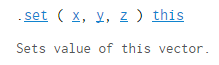 .set ( x, y, z ) this
Sets value of this vector.